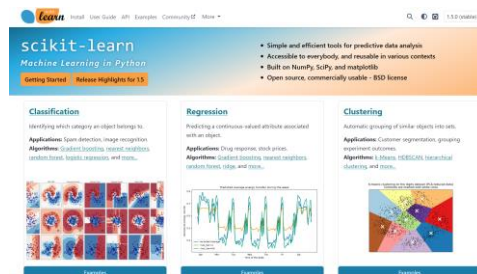 learn Install User Guide API Examples Community More 1.5.0 (stable)
scikit-learn
Machine Learning in Python
Getting Started Release Highlights for 1.5
• Simple and efficient tools for predictive data analysis
• Accessible to everybody, and reusable in various contexts
• Built on NumPy, SciPy, and matplotlib
• Open source, commercially usable - BSD license
Classification
Identifying which category an object belongs to.
Applications: Spam detection, image recognition.
Algorithms: Gradient boosting, nearest neighbors,
random forest, logistic regression, and more...
Examples
Regression
Predicting a continuous-valued attribute associated
with an object.
Applications: Drug response, stock prices.
Algorithms: Gradient boosting, nearest neighbors,
random forest, ridge, and more...
Examples
Clustering
Automatic grouping of similar objects into sets.
Applications: Customer segmentation, grouping
experiment outcomes.
Algorithms: k-Means, HDBSCAN, hierarchical
clustering, and more...
Examples